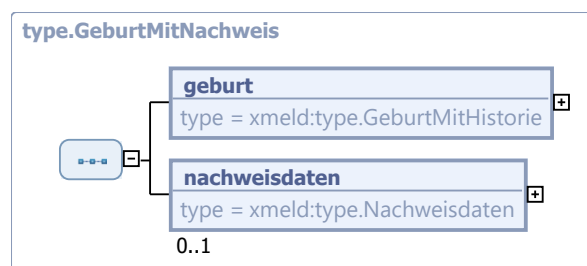 type.GeburtMitNachweis
geburt
type = xmeld:type.GeburtMitHistorie
nachweisdaten
type = xmeld:type.Nachweisdaten
0..1